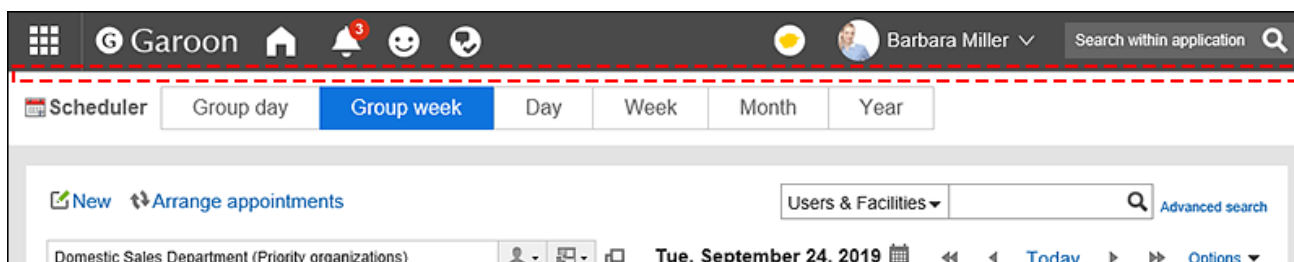 G Garoon 3 Barbara Miller Search within application
Scheduler Group day Group week Day Week Month Year
New Arrange appointments Users & Facilities Advanced search
Domestic Sales Department (Priority organizations) Tue, September 24, 2019 Today Options